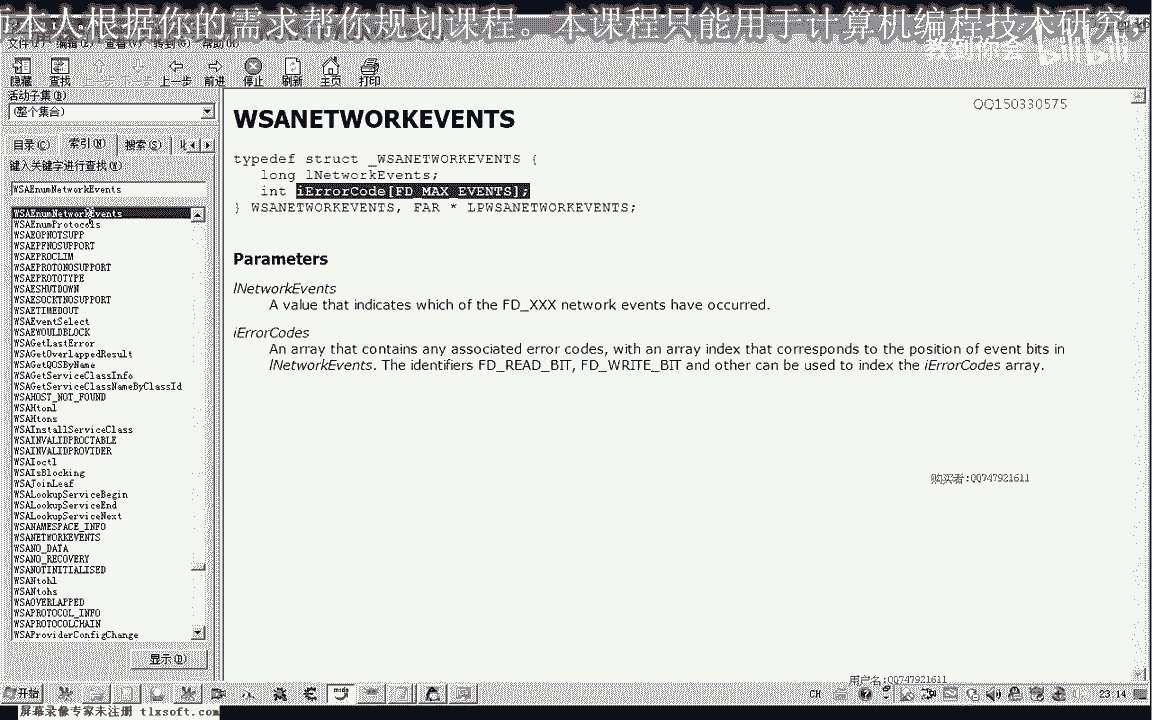 本人根据你的需求帮你规划课程一本课程只能用于计算机编程技术研究
文件(F) 编辑(E) 查看(V) 转到(G) 帮助(H)
教到你会 bilibili
隐藏 查找 上一步 下一步 上一步 前进 停止 刷新 主页 打印
活动子集(B)
(整个集合)
目录(C) 索引(N) 搜索(S)
键入关键字进行查找(W)
WSAEnumNetworkEvents
WSAEnumNetworkEvents
WSAEnumProtocols
WSAEOPNOTSUPP
WSAEPFNOSUPPORT
WSAEPROCLIM
WSAEPROTONOSUPPORT
WSAEPROTOTYPE
WSAESHUTDOWN
WSAESOCKTNOSUPPORT
WSAETIMEDOUT
WSAEventSelect
WSAEWOULDBLOCK
WSAGetLastError
WSAGetOverlappedResult
WSAGetQOSByName
WSAGetServiceClassInfo
WSAGetServiceClassNameByClassId
WSAHOST_NOT_FOUND
WSAHtonl
WSAHtons
WSAInstallServiceClass
WSAINVALIDPROCTABLE
WSAINVALIDPROVIDER
WSAIoctl
WSAIsBlocking
WSAJoinLeaf
WSALookupServiceBegin
WSALookupServiceEnd
WSALookupServiceNext
WSANAMESPACE_INFO
WSANETWORKEVENTS
WSANO_DATA
WSANO_RECOVERY
WSANOTINITIALISED
WSANtohl
WSANtohs
WSAOVERLAPPED
WSAPROTOCOL_INFO
WSAPROTOCOLCHAIN
WSAProviderConfigChange
显示(D)
QQ150330575
WSANETWORKEVENTS
typedef struct _WSANETWORKEVENTS {
long lNetworkEvents;
int iErrorCode[FD_MAX_EVENTS];
} WSANETWORKEVENTS, FAR * LPWSANETWORKEVENTS;
Parameters
lNetworkEvents
A value that indicates which of the FD_XXX network events have occurred.
iErrorCodes
An array that contains any associated error codes, with an array index that corresponds to the position of event bits in
lNetworkEvents. The identifiers FD_READ_BIT, FD_WRITE_BIT and other can be used to index the iErrorCodes array.
购买者:QQ747921611
用户名:QQ747921611
开始 CH 23:14
屏幕录像专家未注册 tlxsoft.com